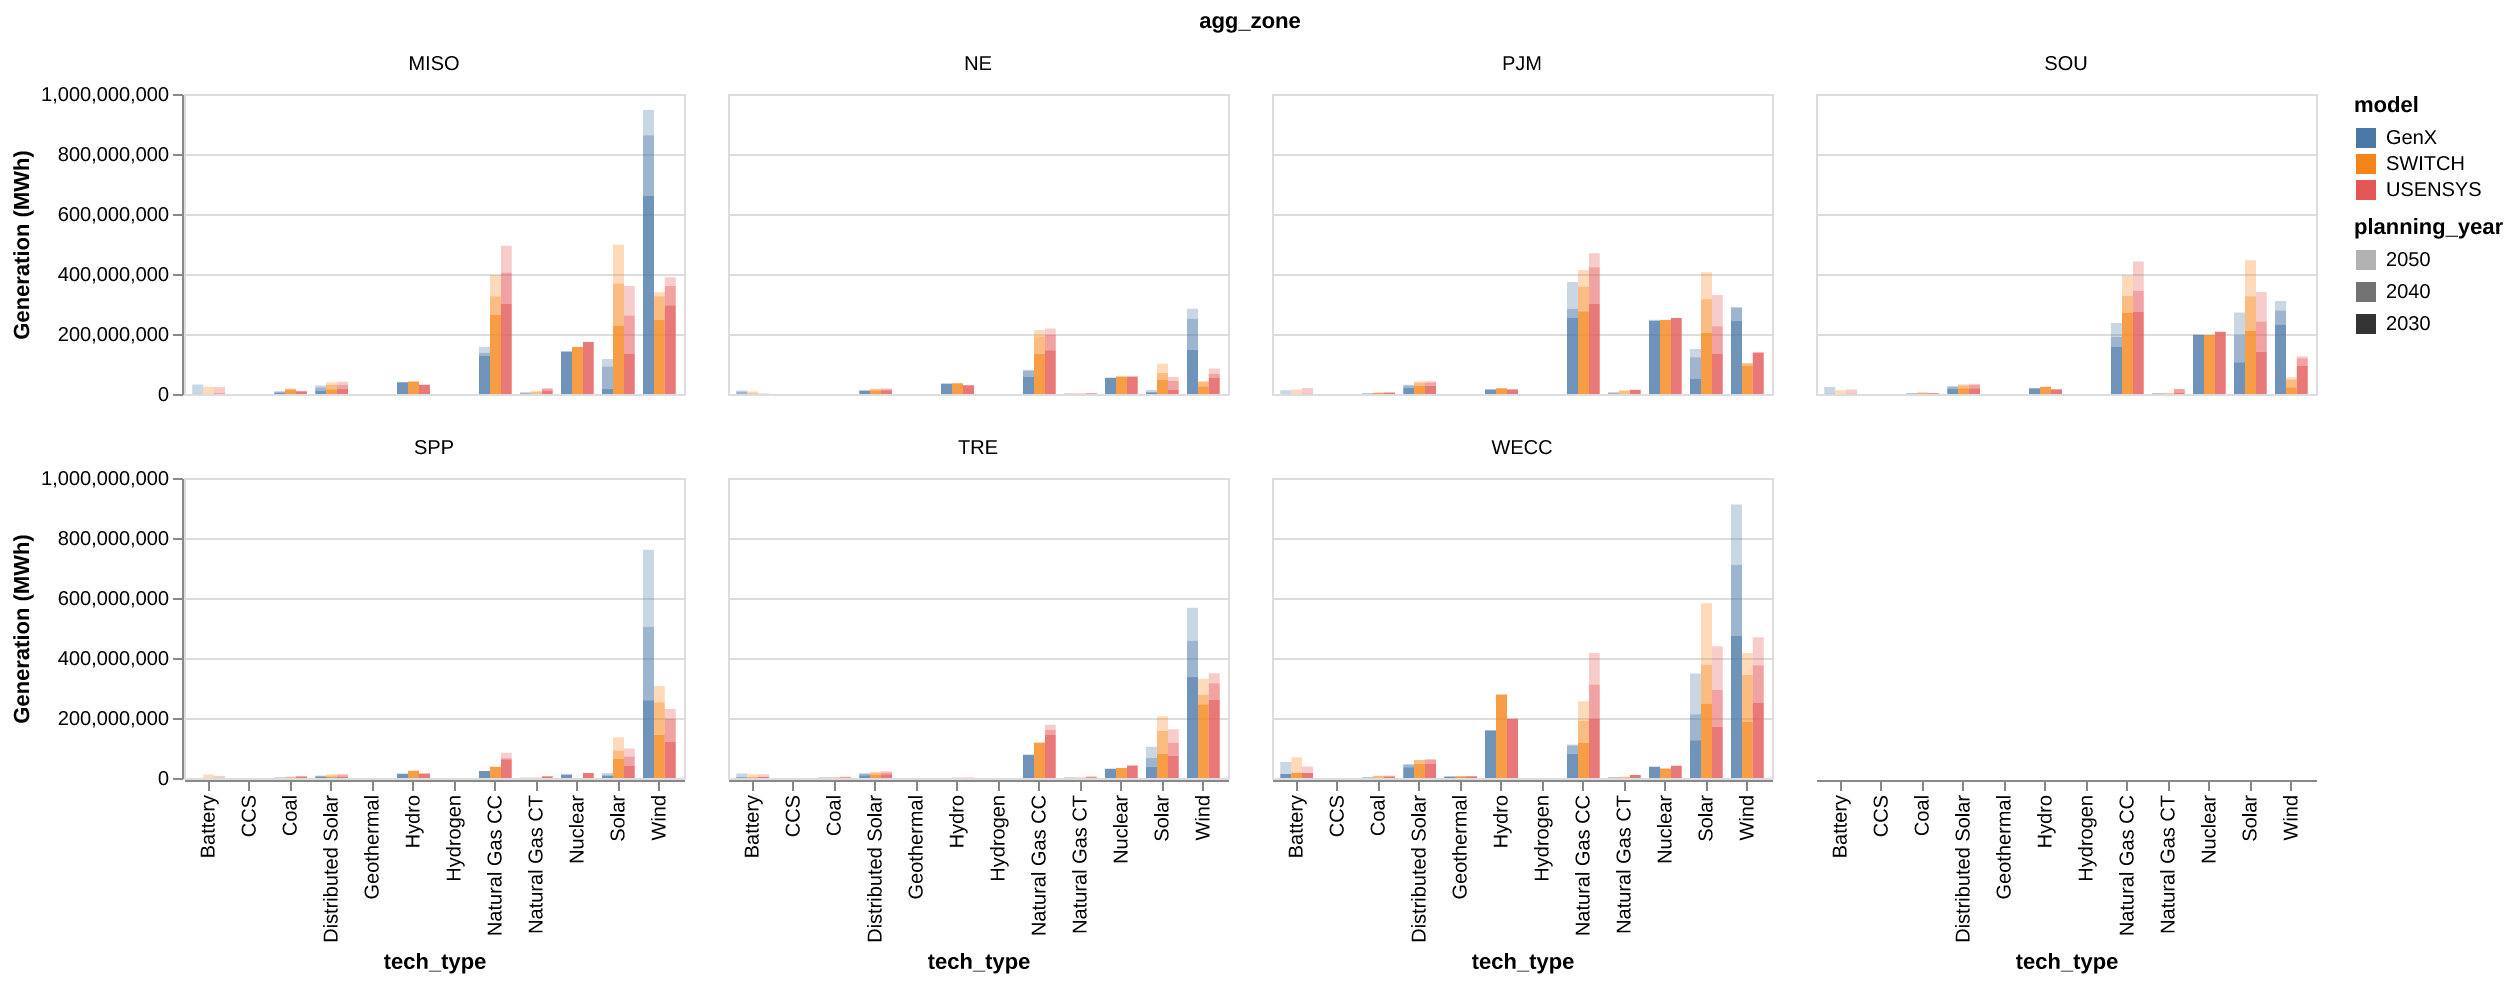 agg_zone
MISO
NE
PJM
SOU
1,000,000,000
800,000,000
600,000,000
400,000,000
200,000,000
0
Generation (MWh)
model
GenX
SWITCH
USENSYS
planning_year
2050
2040
2030
SPP
TRE
WECC
1,000,000,000
800,000,000
600,000,000
400,000,000
200,000,000
0
Generation (MWh)
Battery
CCS
Coal
Distributed Solar
Geothermal
Hydro
Hydrogen
Natural Gas CC
Natural Gas CT
Nuclear
Solar
Wind
tech_type
Battery
CCS
Coal
Distributed Solar
Geothermal
Hydro
Hydrogen
Natural Gas CC
Natural Gas CT
Nuclear
Solar
Wind
tech_type
Battery
CCS
Coal
Distributed Solar
Geothermal
Hydro
Hydrogen
Natural Gas CC
Natural Gas CT
Nuclear
Solar
Wind
tech_type
Battery
CCS
Coal
Distributed Solar
Geothermal
Hydro
Hydrogen
Natural Gas CC
Natural Gas CT
Nuclear
Solar
Wind
tech_type